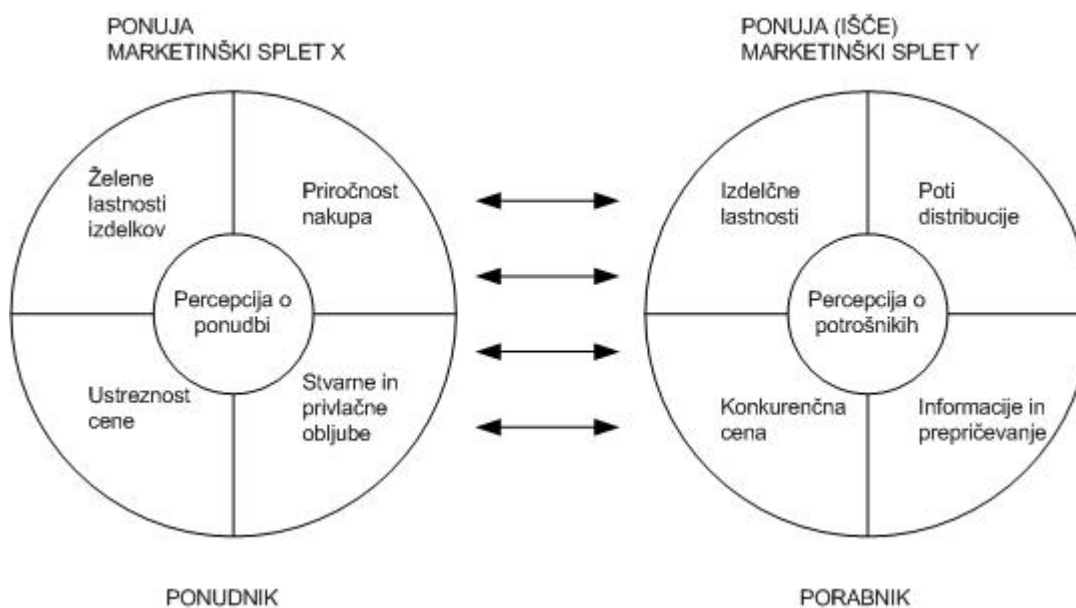 PONUJA
MARKETINŠKI SPLET X
Želene
lastnosti
izdelkov
Priročnost
nakupa
Percepcija o
ponudbi
Ustreznost
cene
Stvarne in
privlačne
obljube
PONUDNIK
PONUJA (IŠČE)
MARKETINŠKI SPLET Y
Izdelčne
lastnosti
Poti
distribucije
Percepcija o
potrošnikih
Konkurenčna
cena
Informacije in
prepričevanje
PORABNIK